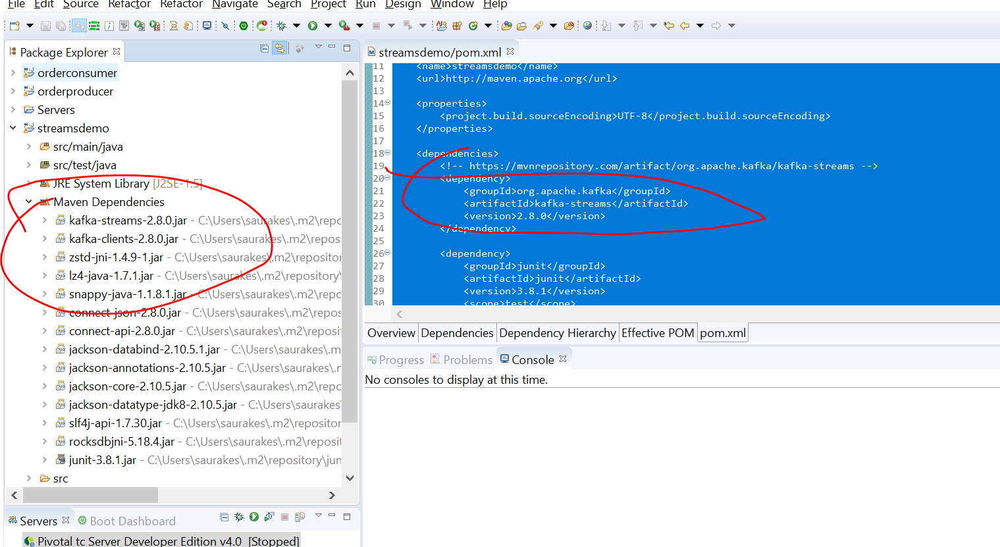 File Edit Source Refactor Refactor Navigate Search Project Run Design Window Help
Package Explorer
orderconsumer
orderproducer
Servers
streamsdemo
src/main/java
src/test/java
JRE System Library [J2SE-1.5]
Maven Dependencies
kafka-streams-2.8.0.jar - C:\Users\saurakes\.m2\repo
kafka-clients-2.8.0.jar - C:\Users\saurakes\.m2\repos
zstd-jni-1.4.9-1.jar - C:\Users\saurakes\.m2\repositor
lz4-java-1.7.1.jar - C:\Users\saurakes\.m2\repository\
snappy-java-1.1.8.1.jar - C:\Users\saurakes\.m2\repos
connect-json-2.8.0.jar - C:\Users\saurakes\.m2\repos
connect-api-2.8.0.jar - C:\Users\saurakes\.m2\reposit
jackson-databind-2.10.5.1.jar - C:\Users\saurakes\.m
jackson-annotations-2.10.5.jar - C:\Users\saurakes\.r
jackson-core-2.10.5.jar - C:\Users\saurakes\.m2\repo
jackson-datatype-jdk8-2.10.5.jar - C:\Users\saurakes
slf4j-api-1.7.30.jar - C:\Users\saurakes\.m2\repositor
rocksdbjni-5.18.4.jar - C:\Users\saurakes\.m2\reposit
junit-3.8.1.jar - C:\Users\saurakes\.m2\repository\jun
src
Servers Boot Dashboard
Pivotal tc Server Developer Edition v4.0 [Stopped]
streamsdemo/pom.xml
11 <name>streamsdemo</name>
12 <url>http://maven.apache.org</url>
13
14 <properties>
15 <project.build.sourceEncoding>UTF-8</project.build.sourceEncoding>
16 </properties>
17
18 <dependencies>
19 <!-- https://mvnrepository.com/artifact/org.apache.kafka/kafka-streams -->
20 <dependency>
21 <groupId>org.apache.kafka</groupId>
22 <artifactId>kafka-streams</artifactId>
23 <version>2.8.0</version>
24 </dependency>
25
26 <dependency>
27 <groupId>junit</groupId>
28 <artifactId>junit</artifactId>
29 <version>3.8.1</version>
30 <scope>test</scope>
Overview Dependencies Dependency Hierarchy Effective POM pom.xml
Progress Problems Console
No consoles to display at this time.